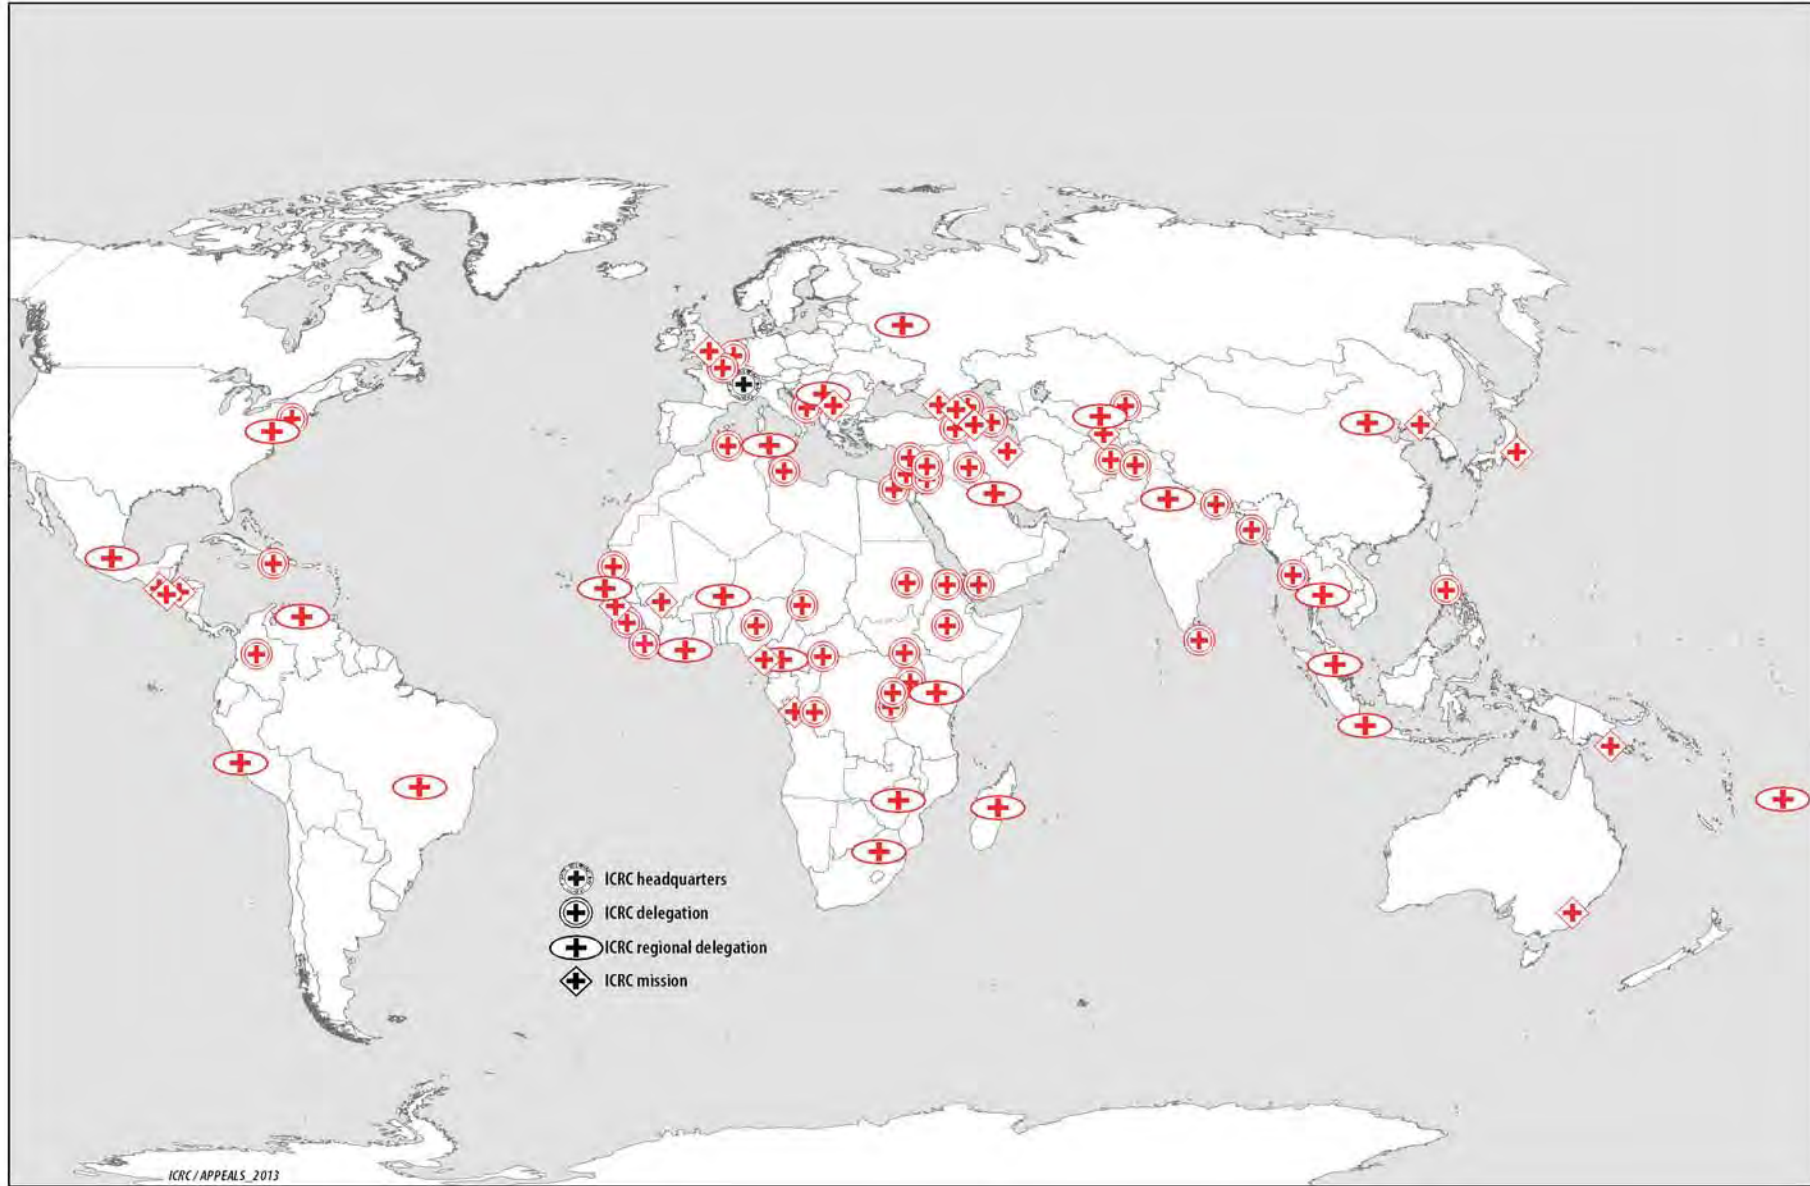 ICRC headquarters
ICRC delegation
ICRC regional delegation
ICRC mission
ICRC / APPEALS_2013